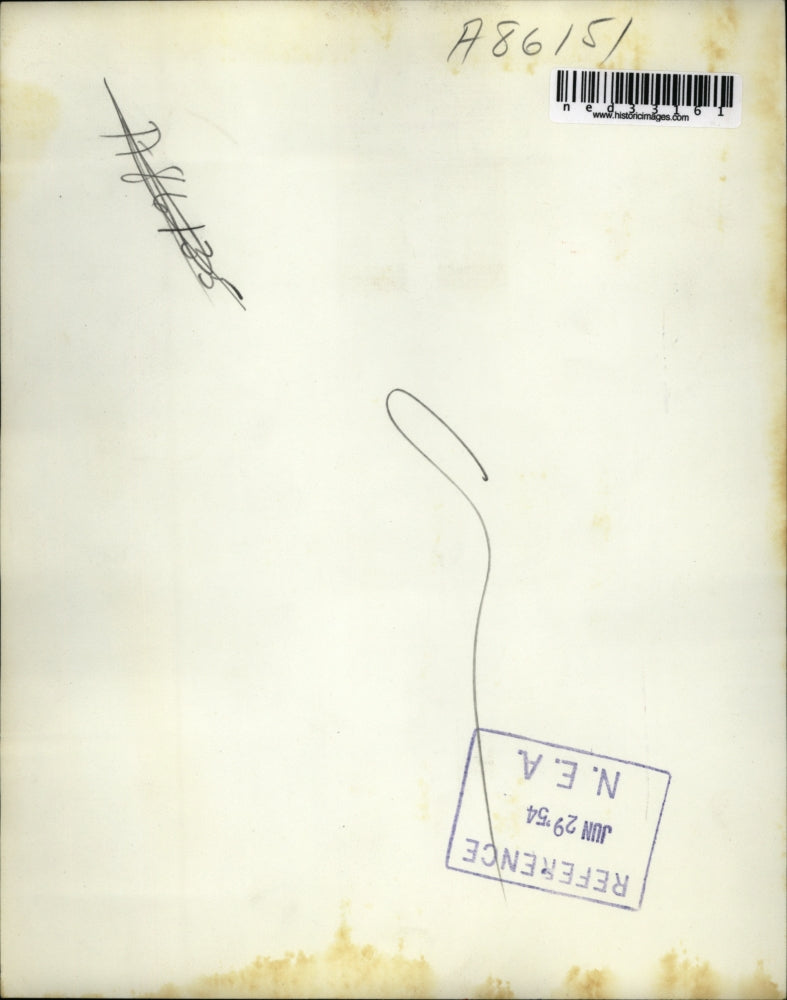 A86151
ned33161
www.historicimages.com
REFERENCE
JUN 29 '54
N. E. A.